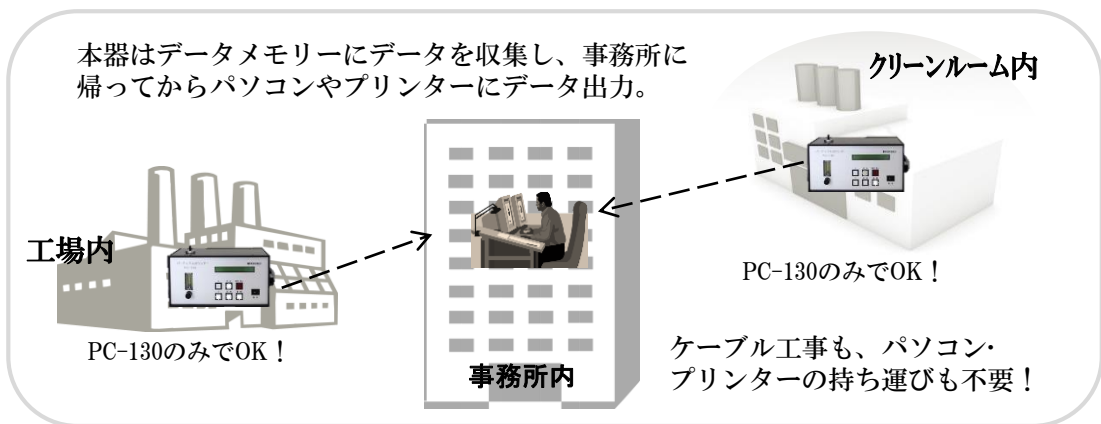 本器はデータメモリーにデータを収集し、事務所に
帰ってからパソコンやプリンターにデータ出力。
クリーンルーム内
工場内
PC-130のみでOK！
PC-130のみでOK！
事務所内
ケーブル工事も、パソコン・
プリンターの持ち運びも不要！